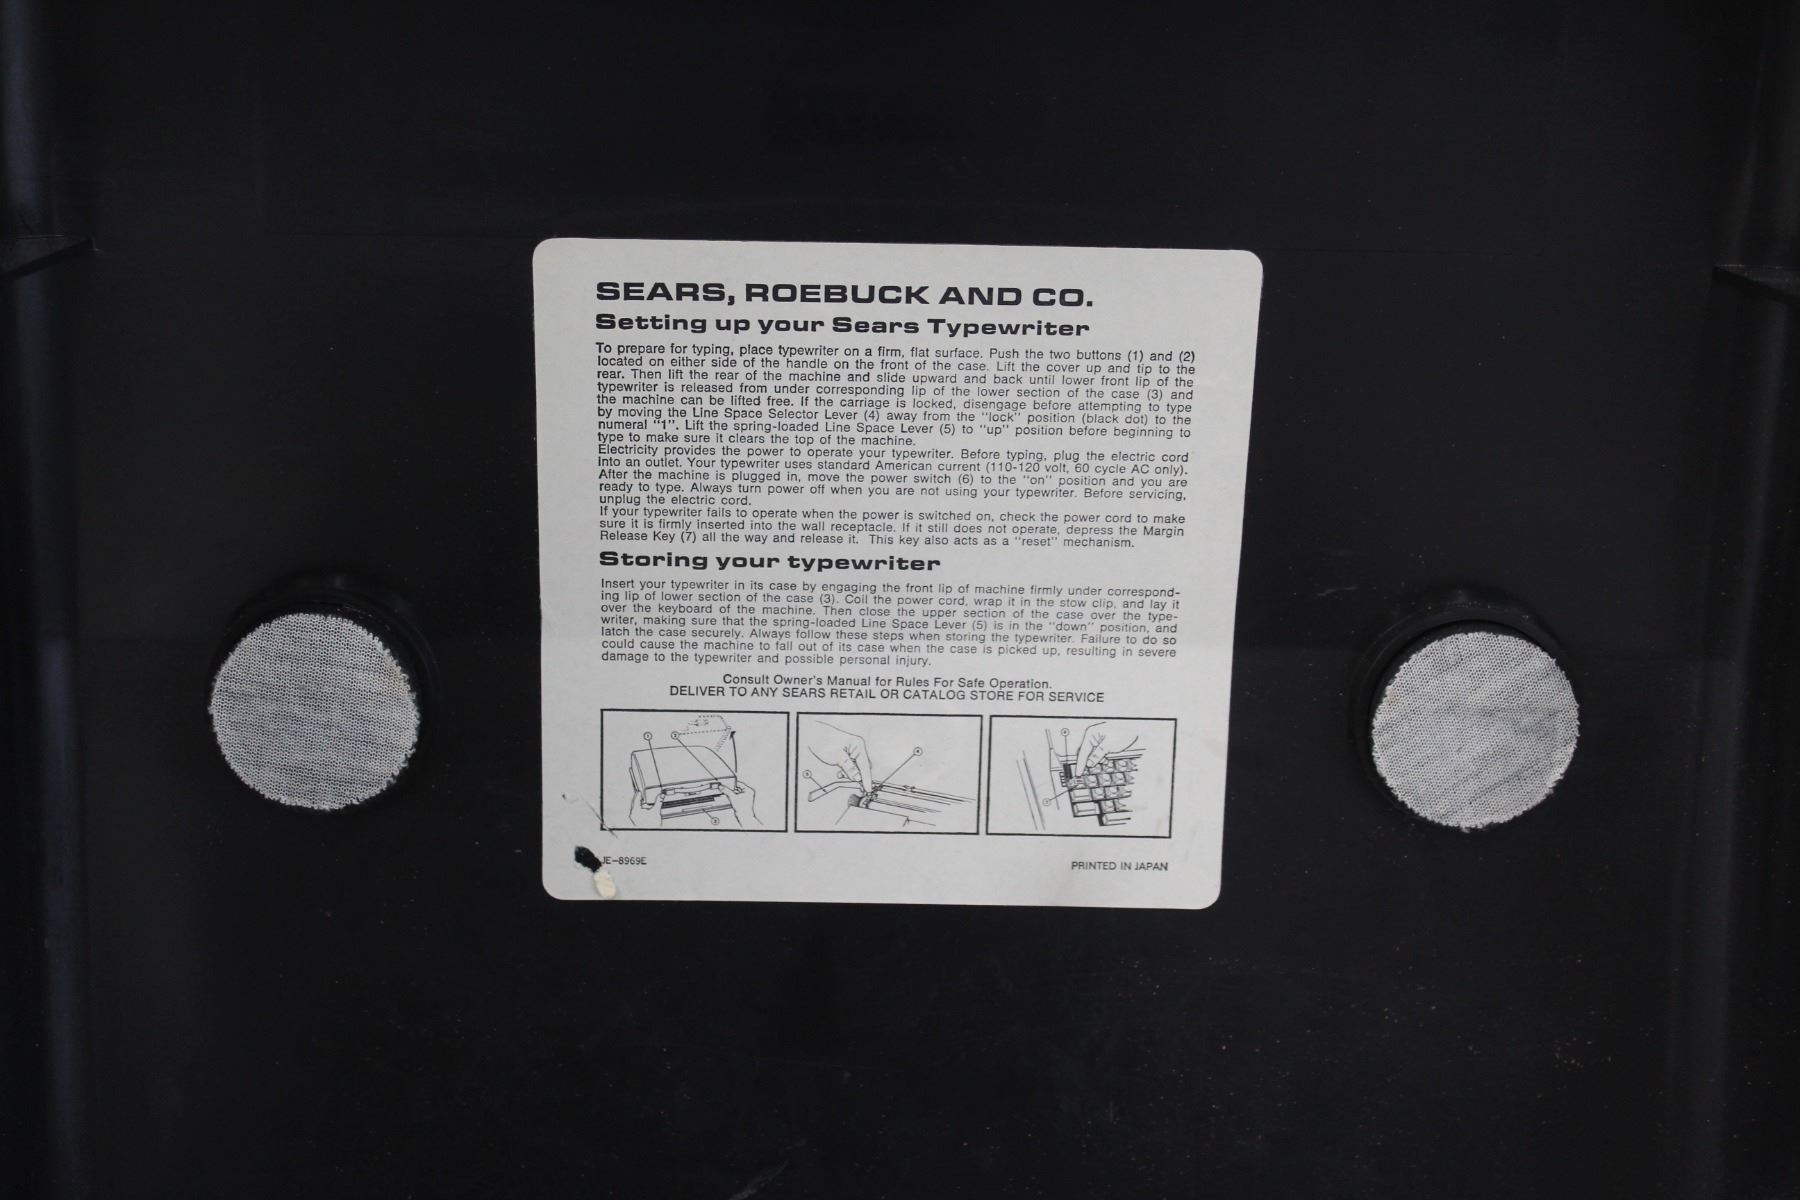 SEARS, ROEBUCK AND CO.
Setting up your Sears Typewriter
To prepare for typing, place typewriter on a firm, flat surface. Push the two buttons (1) and (2)
located on either side of the handle on the front of the case. Lift the cover up and tip to the
rear. Then lift the rear of the machine and slide upward and back until lower front lip of the
typewriter is released from under corresponding lip of the lower section of the case (3) and
the machine can be lifted free. If the carriage is locked, disengage before attempting to type
by moving the Line Space Selector Lever (4) away from the "lock" position (black dot) to the
numeral "1". Lift the spring-loaded Line Space Lever (5) to "up" position before beginning to
type to make sure it clears the top of the machine.
Electricity provides the power to operate your typewriter. Before typing, plug the electric cord
into an outlet. Your typewriter uses standard American current (110-120 volt, 60 cycle AC only).
After the machine is plugged in, move the power switch (6) to the "on" position and you are
ready to type. Always turn power off when you are not using your typewriter. Before servicing,
unplug the electric cord.
If your typewriter fails to operate when the power is switched on, check the power cord to make
sure it is firmly inserted into the wall receptacle. If it still does not operate, depress the Margin
Release Key (7) all the way and release it. This key also acts as a "reset" mechanism.
Storing your typewriter
Insert your typewriter in its case by engaging the front lip of machine firmly under correspond-
ing lip of lower section of the case (3). Coil the power cord, wrap it in the stow clip, and lay it
over the keyboard of the machine. Then close the upper section of the case over the type-
writer, making sure that the spring-loaded Line Space Lever (5) is in the "down" position, and
latch the case securely. Always follow these steps when storing the typewriter. Failure to do so
could cause the machine to fall out of its case when the case is picked up, resulting in severe
damage to the typewriter and possible personal injury.
Consult Owner's Manual for Rules For Safe Operation.
DELIVER TO ANY SEARS RETAIL OR CATALOG STORE FOR SERVICE
JE-8969E
PRINTED IN JAPAN